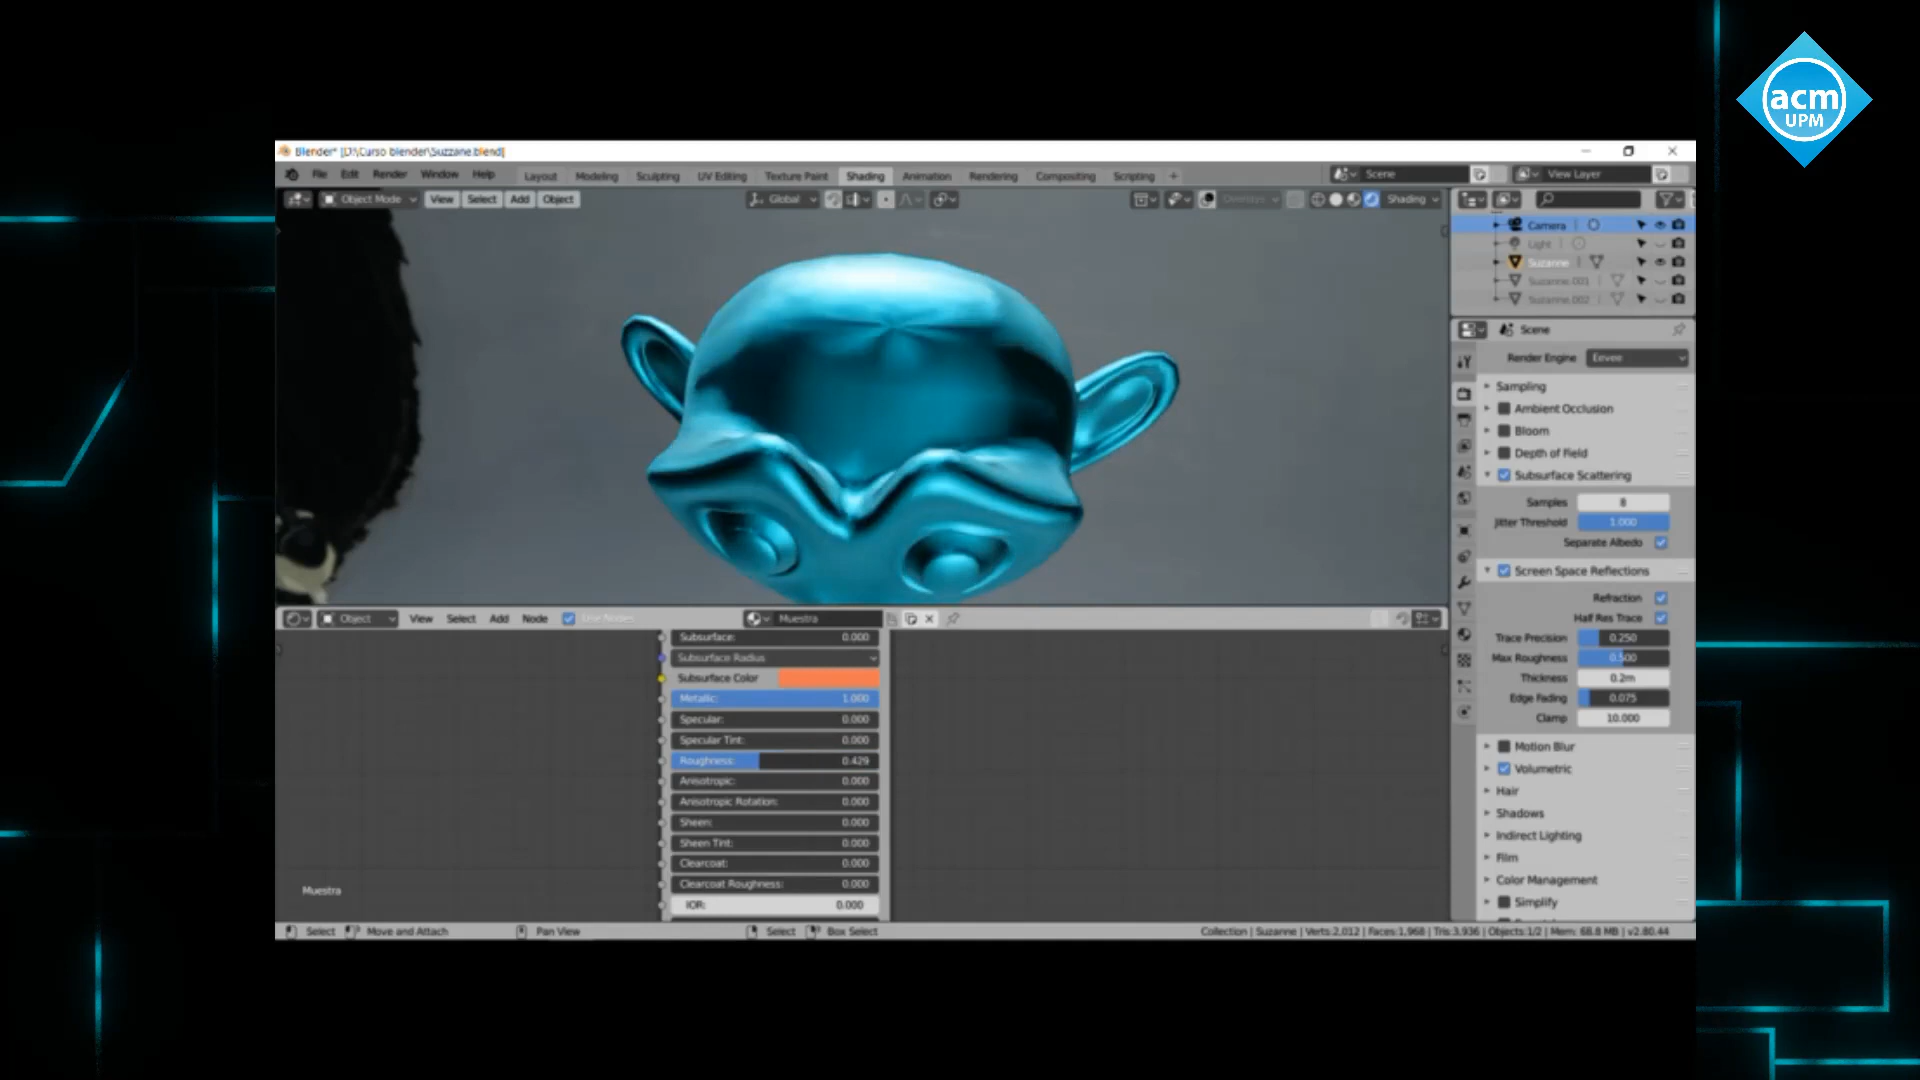 acm
UPM
Blender* [D:\Curso blender\Suzzane.blend]
File Edit Render Window Help
Layout Modeling Sculpting UV Editing Texture Paint Shading Animation Rendering Compositing Scripting +
Scene
View Layer
Object Mode View Select Add Object
Global
Overlays
Shading
Camera
Light
Suzanne
Suzanne.001
Suzanne.002
Scene
Render Engine Eevee
Sampling
Ambient Occlusion
Bloom
Depth of Field
Subsurface Scattering
Samples 8
Jitter Threshold 1.000
Separate Albedo
Screen Space Reflections
Refraction
Half Res Trace
Trace Precision 0.250
Max Roughness 0.500
Thickness 0.2m
Edge Fading 0.075
Clamp 10.000
Motion Blur
Volumetric
Hair
Shadows
Indirect Lighting
Film
Color Management
Simplify
Object View Select Add Node Use Nodes
Muestra
Subsurface: 0.000
Subsurface Radius
Subsurface Color
Metallic: 1.000
Specular: 0.000
Specular Tint: 0.000
Roughness: 0.429
Anisotropic: 0.000
Anisotropic Rotation: 0.000
Sheen: 0.000
Sheen Tint: 0.000
Clearcoat: 0.000
Clearcoat Roughness: 0.000
IOR: 0.000
Muestra
Select Move and Attach Pan View Select Box Select
Collection | Suzanne | Verts:2,012 | Faces:1,968 | Tris:3,936 | Objects:1/2 | Mem: 68.8 MB | v2.80.44